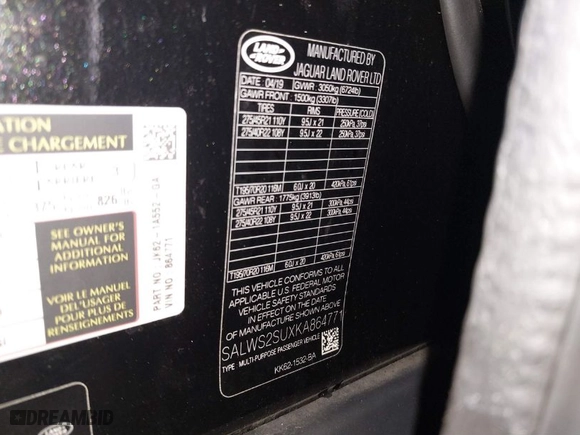 LAND
ROVER
MANUFACTURED BY
JAGUAR LAND ROVER LTD
DATE: 04/19 GVWR : 3050kg (6724lb)
GAWR FRONT : 1500kg (3307lb)
TIRES RIMS PRESSURE (COLD)
275/45R21 110Y 9.5J x 21 250kPa, 37psi
275/40R22 108Y 9.5J x 22 250kPa, 37psi
T195/70R20 116M 6.0J x 20 420kPa, 61psi
GAWR REAR : 1775kg (3913lb)
275/45R21 110Y 9.5J x 21 300kPa, 44psi
275/40R22 108Y 9.5J x 22 300kPa, 44psi
T195/70R20 116M 6.0J x 20 420kPa, 61psi
THIS VEHICLE CONFORMS TO ALL
APPLICABLE U.S. FEDERAL MOTOR
VEHICLE SAFETY STANDARDS
IN EFFECT ON THE DATE OF
MANUFACTURE SHOWN ABOVE
SALWS2SUXKA864771
TYPE : MULTI-PURPOSE PASSENGER VEHICLE
KK62-1532-BA
ATION
E CHARGEMENT
826
SEE OWNER'S
MANUAL FOR
ADDITIONAL
INFORMATION
VOIR LE MANUEL
DE L'USAGER
POUR PLUS DE
RENSEIGNEMENTS
PART NO.
VIN NO. 864771
DREAMBID